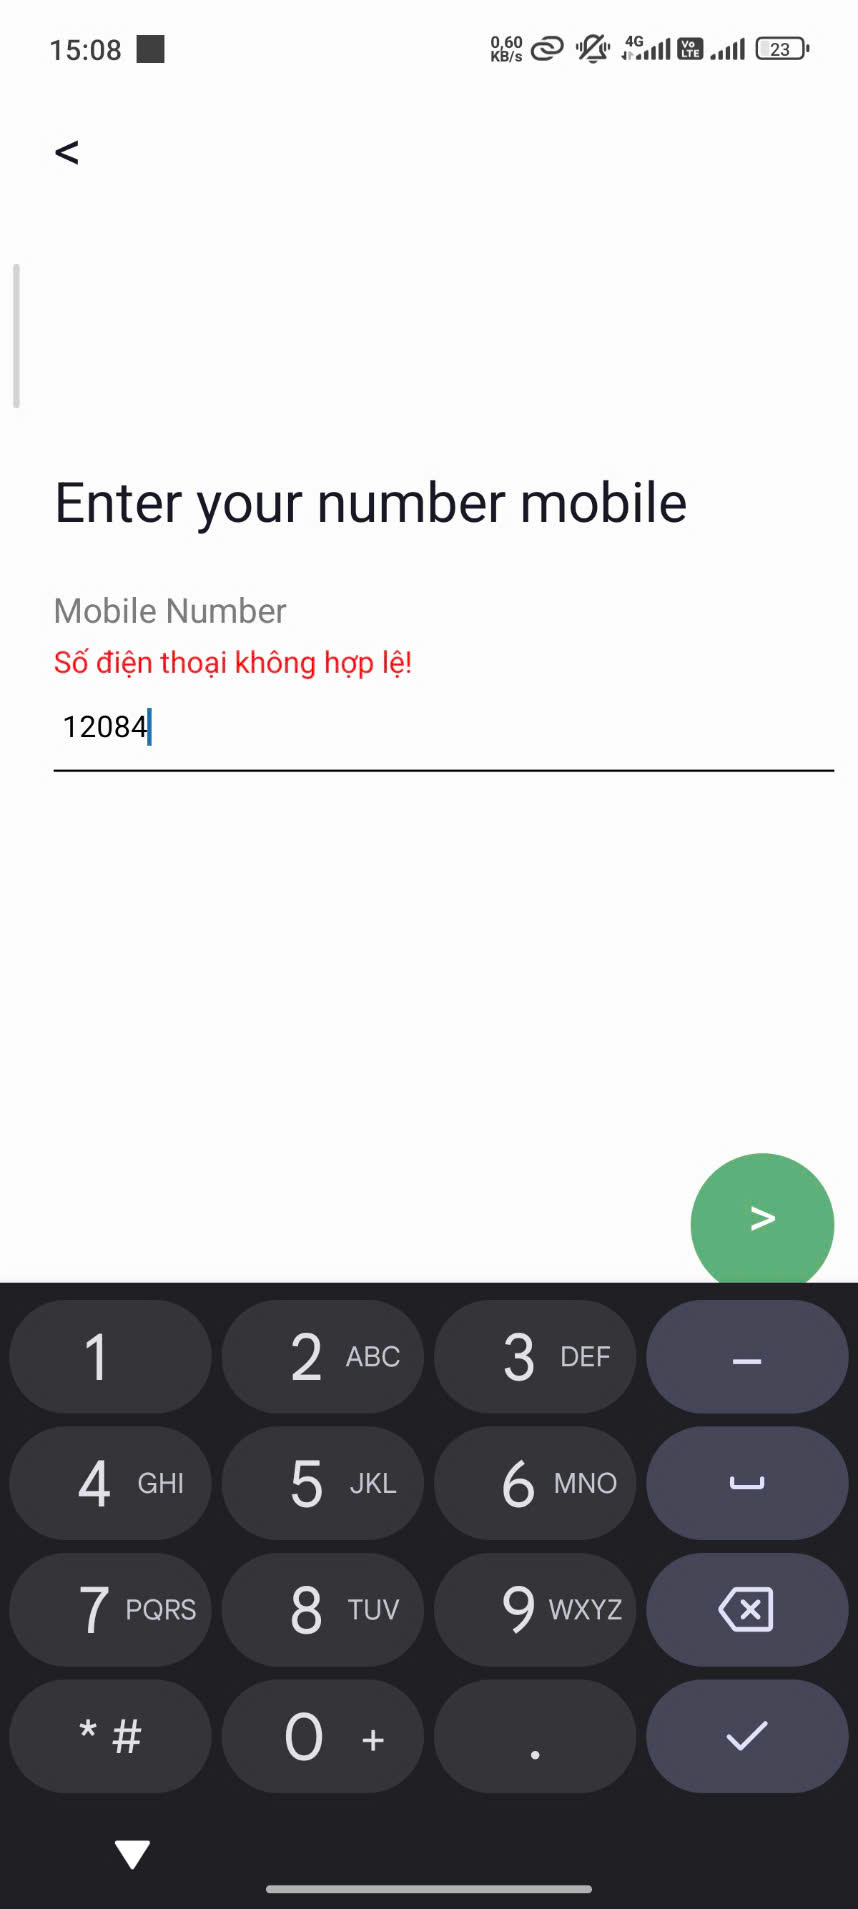 15:08
0,60
KB/s
4G
Vo
LTE
23
<
Enter your number mobile
Mobile Number
Số điện thoại không hợp lệ!
12084
>
1 2 ABC 3 DEF –
4 GHI 5 JKL 6 MNO
7 PQRS 8 TUV 9 WXYZ
* # 0 + .